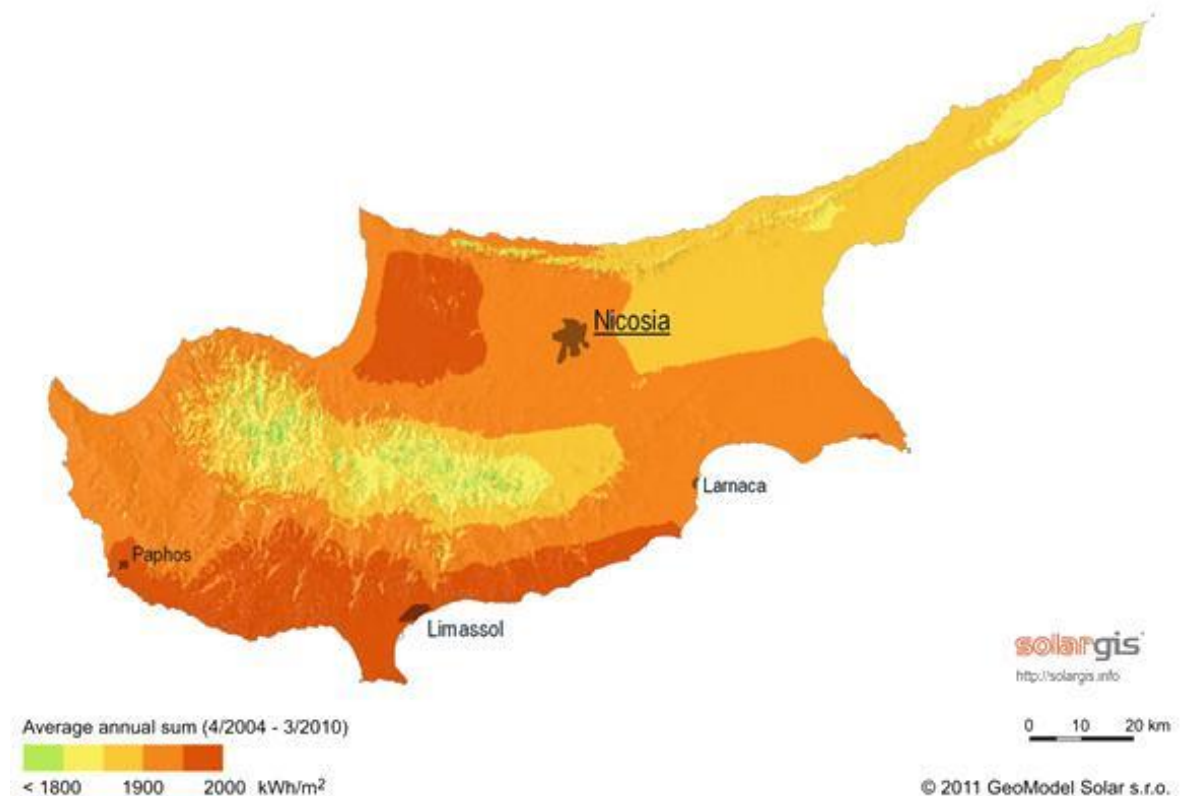 Nicosia
Larnaca
Paphos
Limassol
solargis
http://solargis.info
Average annual sum (4/2004 - 3/2010)
< 1800 1900 2000 kWh/m²
0 10 20 km
© 2011 GeoModel Solar s.r.o.